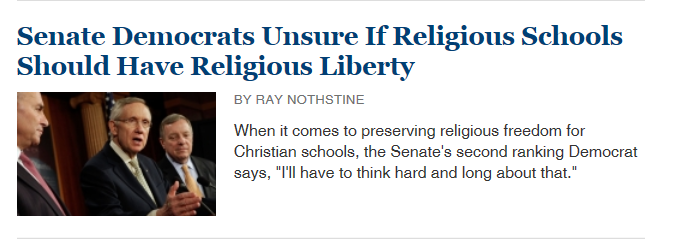 Senate Democrats Unsure If Religious Schools
Should Have Religious Liberty
BY RAY NOTHSTINE
When it comes to preserving religious freedom for
Christian schools, the Senate's second ranking Democrat
says, "I'll have to think hard and long about that."